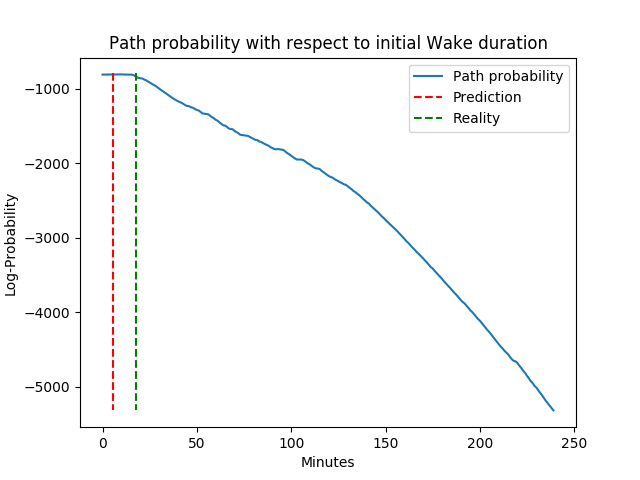 Path probability with respect to initial Wake duration
Path probability
Prediction
Reality
Log-Probability
−1000
−2000
−3000
−4000
−5000
0 50 100 150 200 250
Minutes